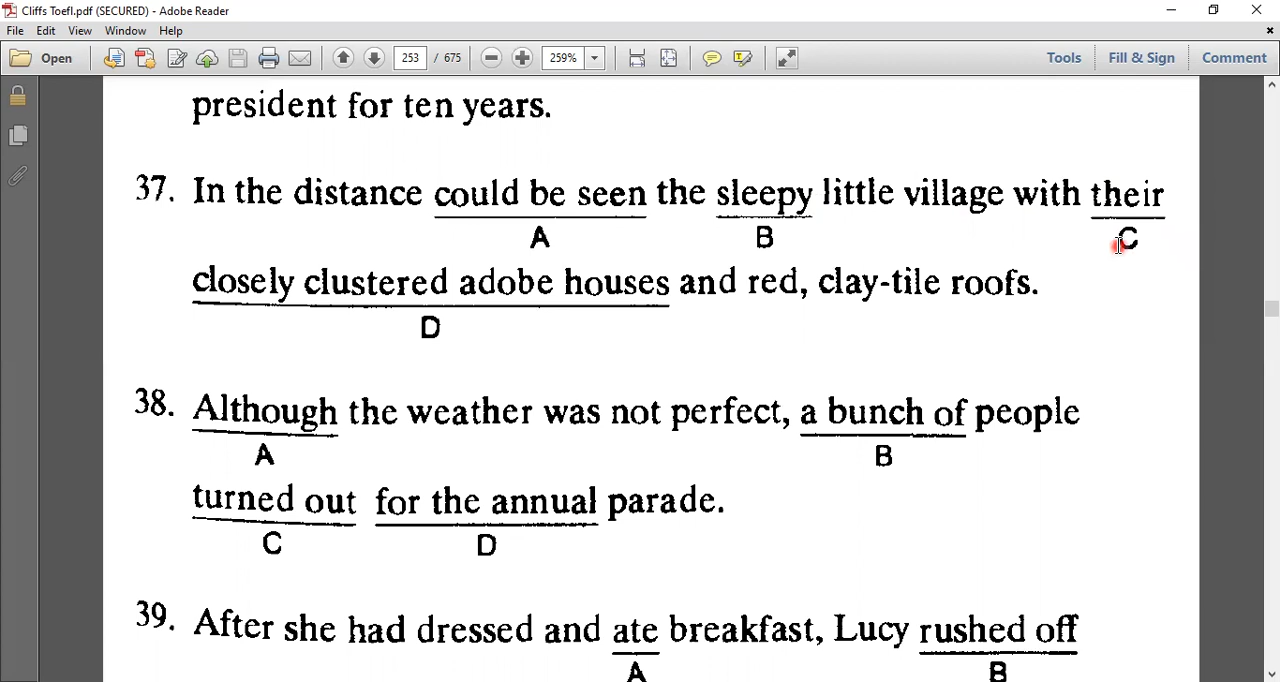 Cliffs Toefl.pdf (SECURED) - Adobe Reader
File Edit View Window Help
Open 253 / 675 259% Tools Fill & Sign Comment
president for ten years.
37. In the distance could be seen the sleepy little village with their
A B C
closely clustered adobe houses and red, clay-tile roofs.
D
38. Although the weather was not perfect, a bunch of people
A B
turned out for the annual parade.
C D
39. After she had dressed and ate breakfast, Lucy rushed off
A B